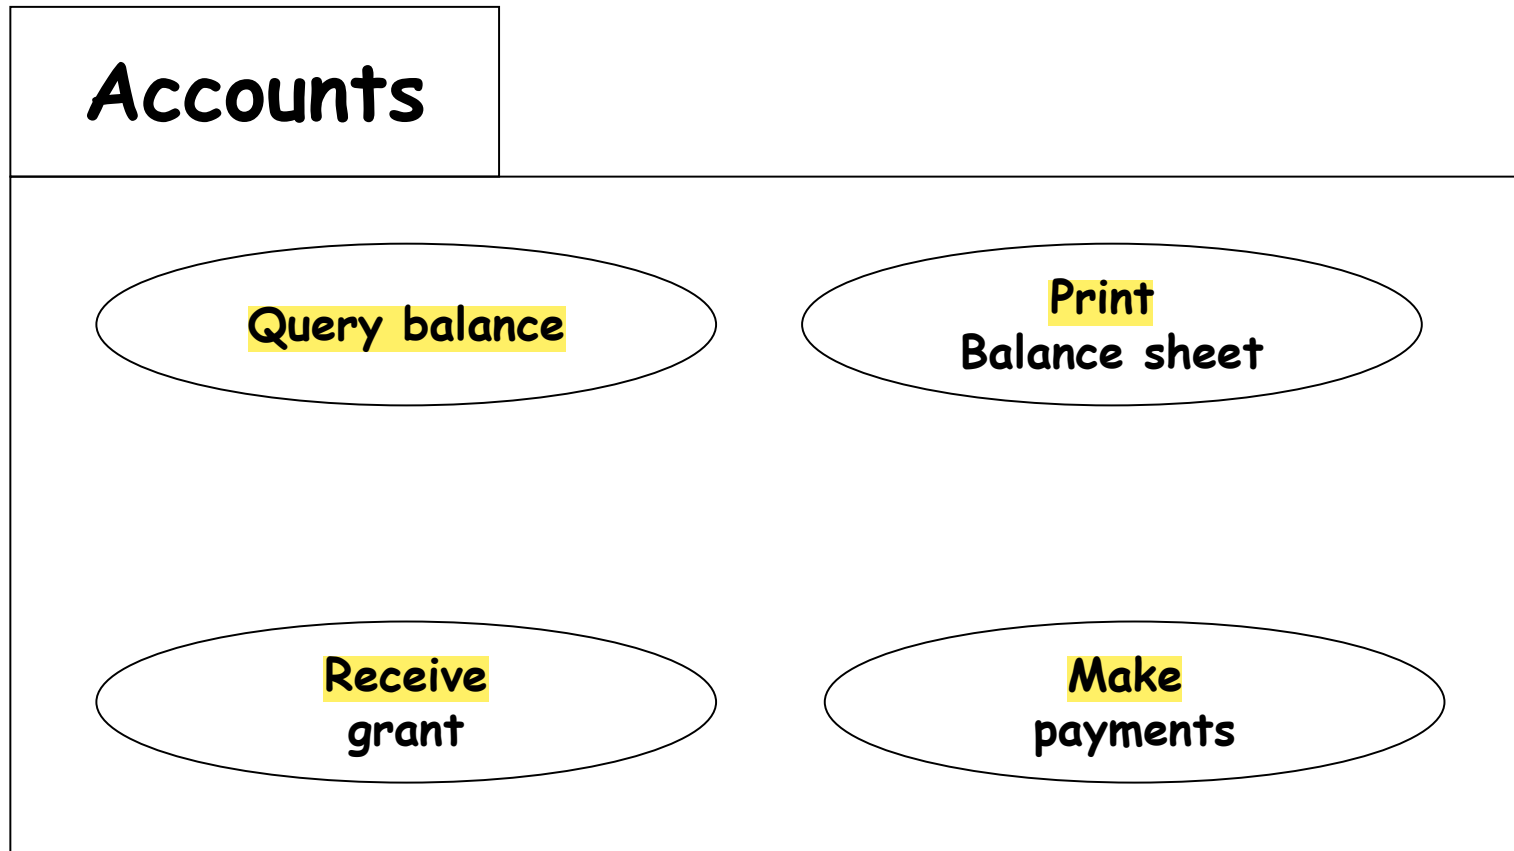 Accounts
Query balance
Print
Balance sheet
Receive
grant
Make
payments